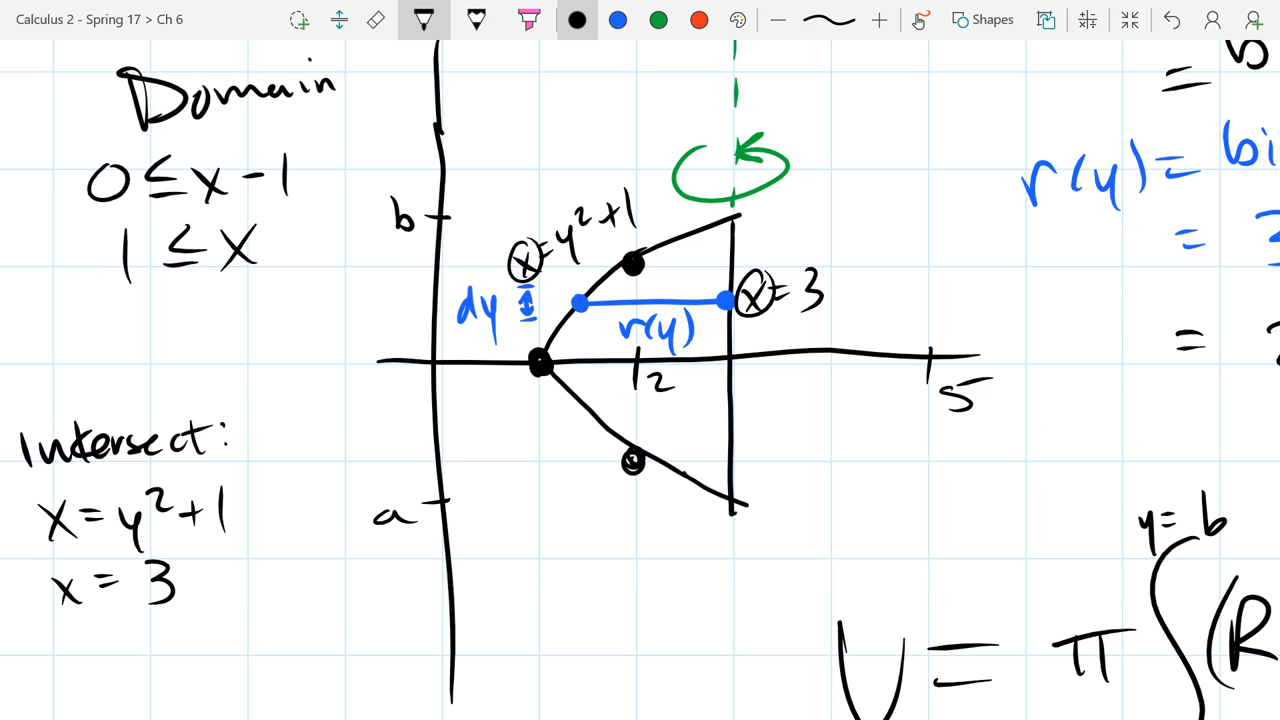 Calculus 2 - Spring 17 > Ch 6
Shapes
Domain
0 ≤ x - 1
1 ≤ x
b
x = y² + 1
dy
r(y)
x = 3
2
5
a
Intersect:
x = y² + 1
x = 3
= b
r(y) = bi
=
=
y = b
V = π ∫ (R